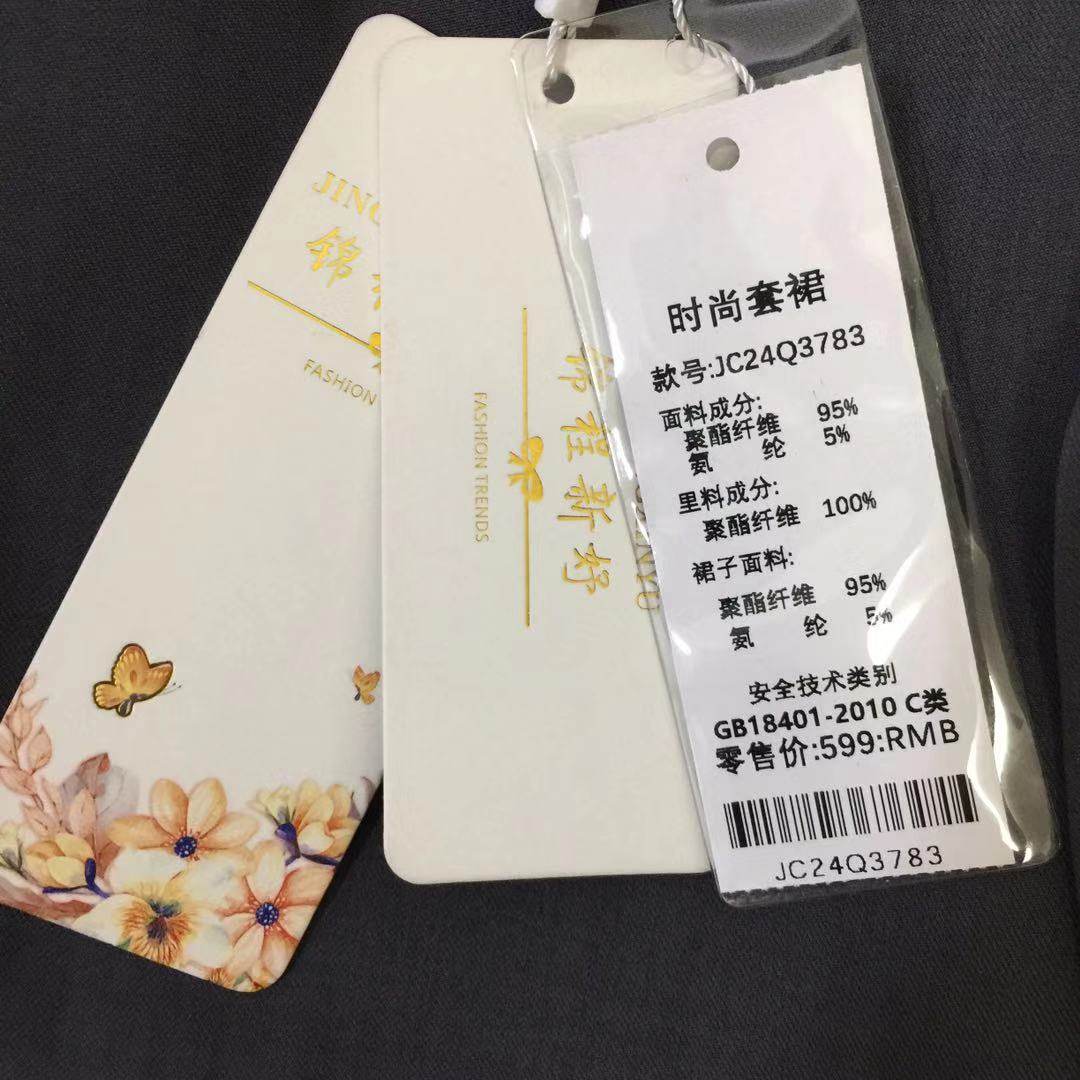 锦
FASHION
锦程新好
FASHION TRENDS
时尚套裙
款号:JC24Q3783
面料成分:
聚酯纤维 95%
氨 纶 5%
里料成分:
聚酯纤维 100%
裙子面料:
聚酯纤维 95%
氨 纶 5%
安全技术类别
GB18401-2010 C类
零售价:599:RMB
JC24Q3783